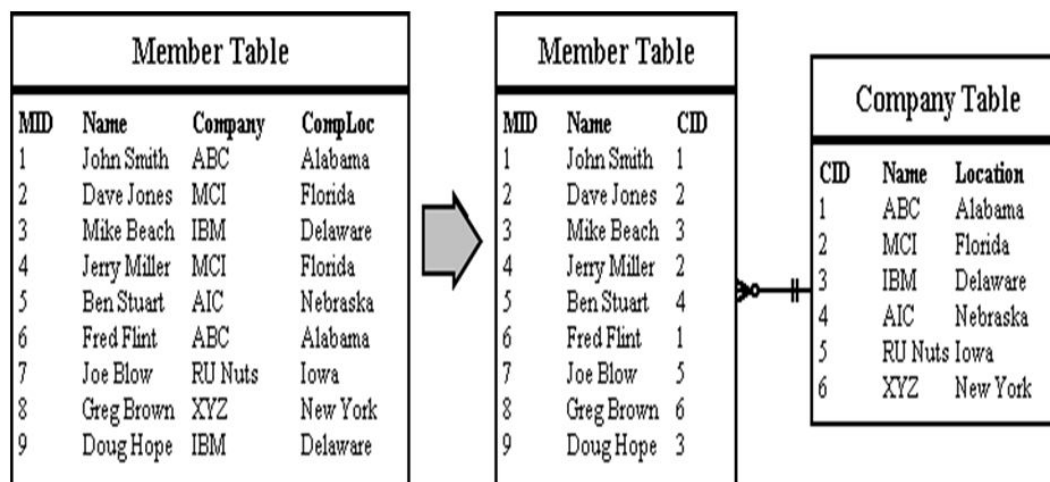 Member Table
MID Name Company CompLoc
1 John Smith ABC Alabama
2 Dave Jones MCI Florida
3 Mike Beach IBM Delaware
4 Jerry Miller MCI Florida
5 Ben Stuart AIC Nebraska
6 Fred Flint ABC Alabama
7 Joe Blow RU Nuts Iowa
8 Greg Brown XYZ New York
9 Doug Hope IBM Delaware
Member Table
MID Name CID
1 John Smith 1
2 Dave Jones 2
3 Mike Beach 3
4 Jerry Miller 2
5 Ben Stuart 4
6 Fred Flint 1
7 Joe Blow 5
8 Greg Brown 6
9 Doug Hope 3
Company Table
CID Name Location
1 ABC Alabama
2 MCI Florida
3 IBM Delaware
4 AIC Nebraska
5 RU Nuts Iowa
6 XYZ New York